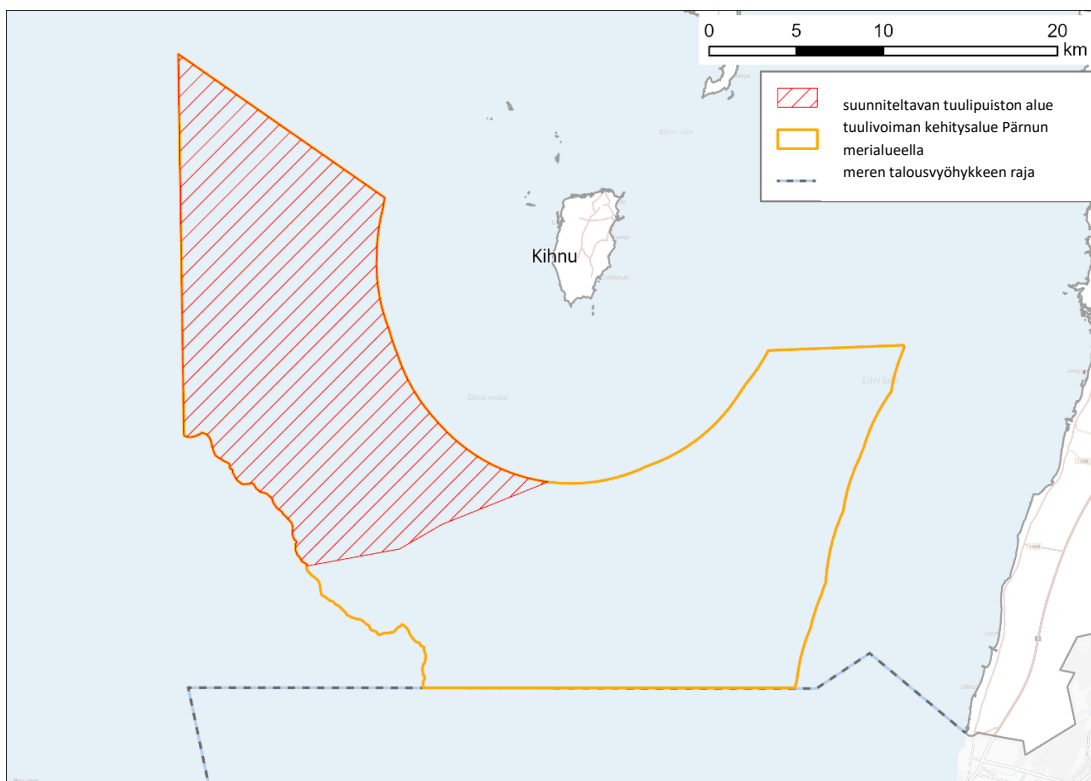 0 5 10 20
km
suunniteltavan tuulipuiston alue
tuulivoiman kehitysalue Pärnun
merialueella
meren talousvyöhykkeen raja
Kihnu